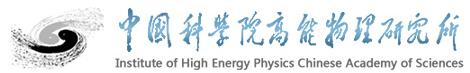 中國科學院高能物理研究所
Institute of High Energy Physics Chinese Academy of Sciences